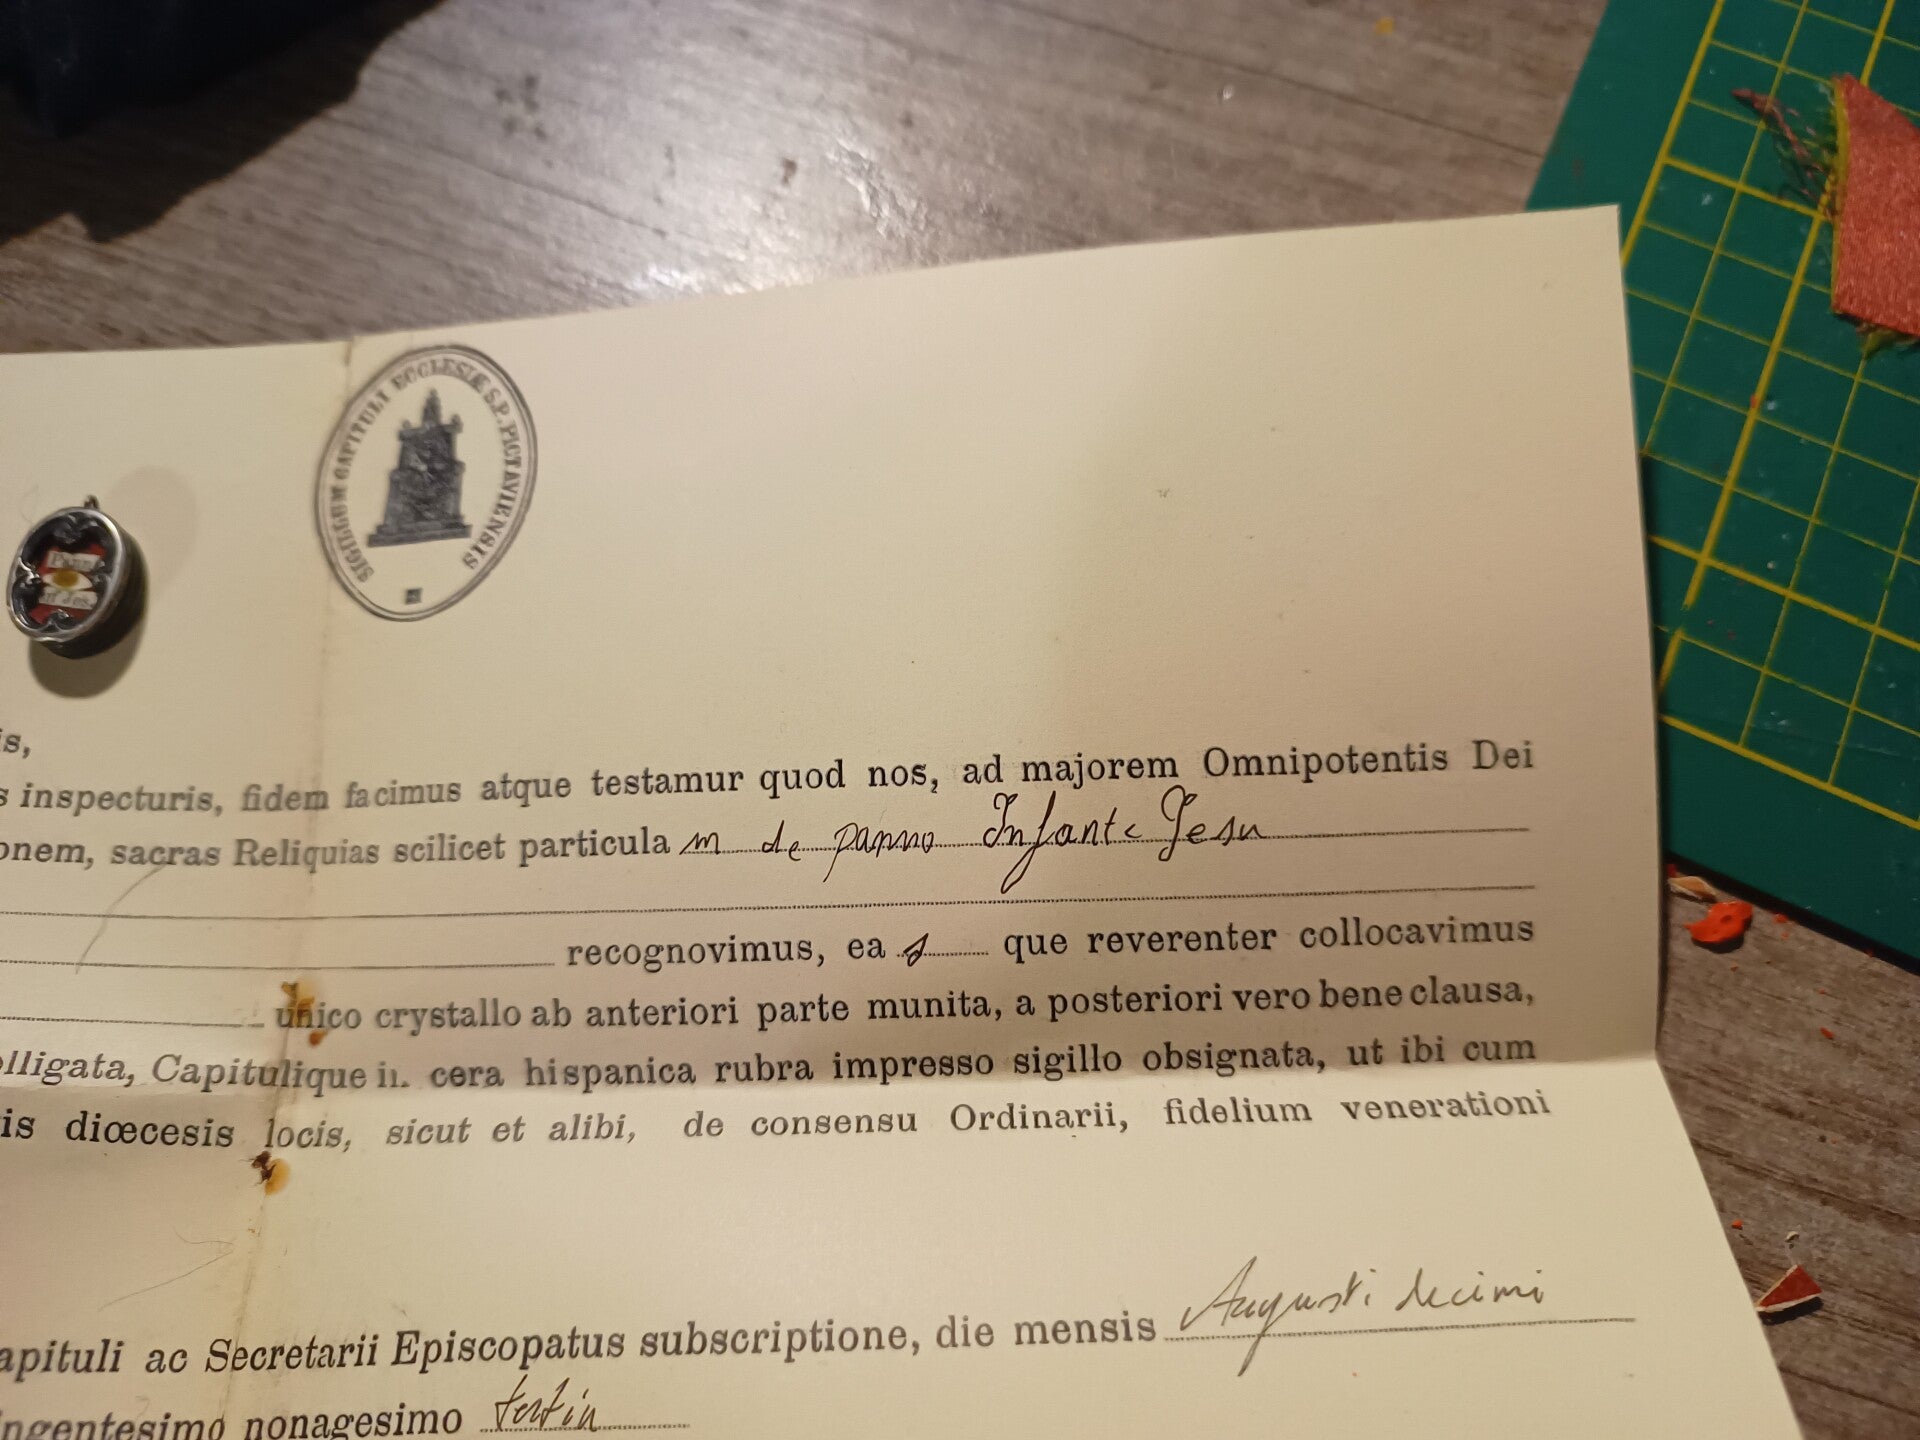 SIGILLUM CAPITULI ECCLESIÆ S.P. PICTAVIENSIS
is,
s inspecturis, fidem facimus atque testamur quod nos, ad majorem Omnipotentis Dei
onem, sacras Reliquias scilicet particula m de panno Infante Jesu
recognovimus, ea s que reverenter collocavimus
unico crystallo ab anteriori parte munita, a posteriori vero bene clausa,
olligata, Capitulique in cera hispanica rubra impresso sigillo obsignata, ut ibi cum
is diœcesis locis, sicut et alibi, de consensu Ordinarii, fidelium venerationi
apituli ac Secretarii Episcopatus subscriptione, die mensis Augusti decimi
ingentesimo nonagesimo